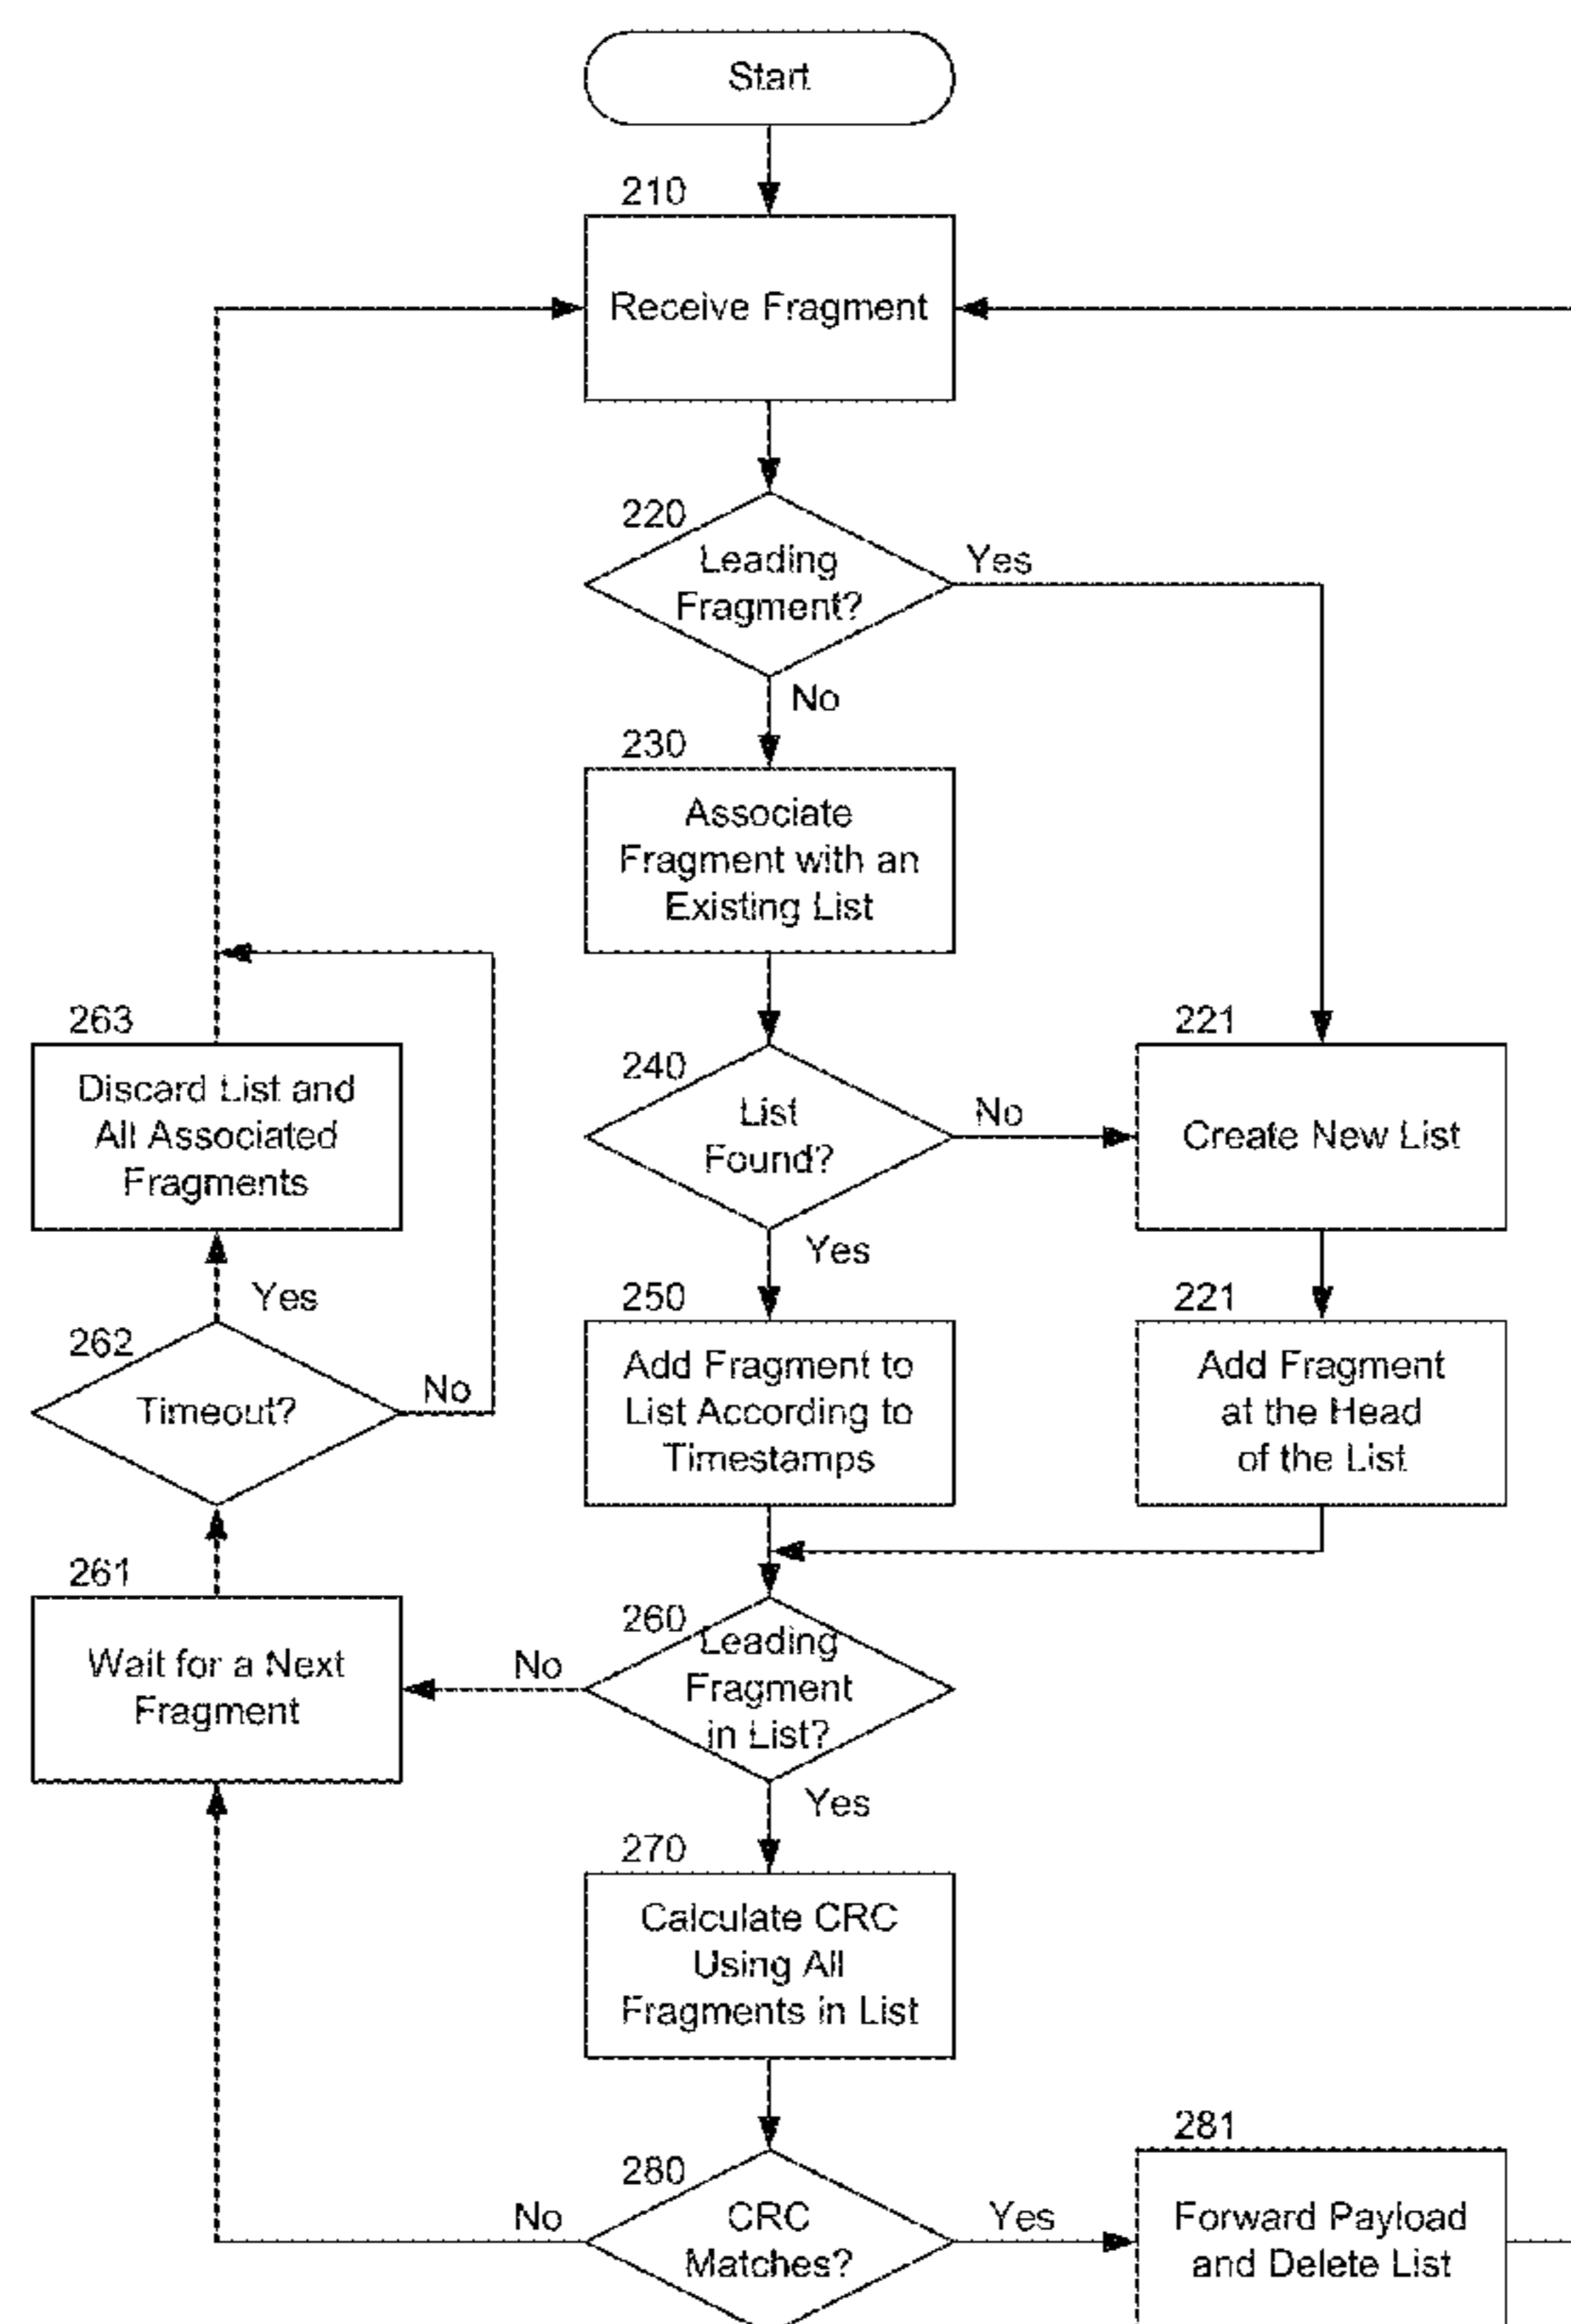 Start
210
Receive Fragment
220
Leading
Fragment?
Yes
No
230
Associate
Fragment with an
Existing List
263
Discard List and
All Associated
Fragments
240
List
Found?
No
Yes
221
Create New List
262
Timeout?
Yes
No
250
Add Fragment to
List According to
Timestamps
221
Add Fragment
at the Head
of the List
261
Wait for a Next
Fragment
260
Leading
Fragment
in List?
No
Yes
270
Calculate CRC
Using All
Fragments in List
280
CRC
Matches?
No
Yes
281
Forward Payload
and Delete List